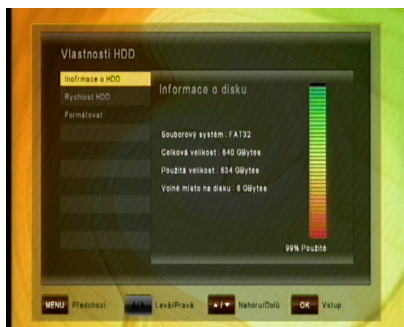 Vlastnosti HDD
Inofrmace o HDD
Rychlost HDD
Formátovat
Informace o disku
Souborový systém : FAT32
Celková velikost : 640 GBytes
Použitá velikost : 634 GBytes
Volné místo na disku : 6 GBytes
99% Použité
MENU Předchozí
Levá/Pravá
▲/▼ Nahoru/Dolů
OK Vstup